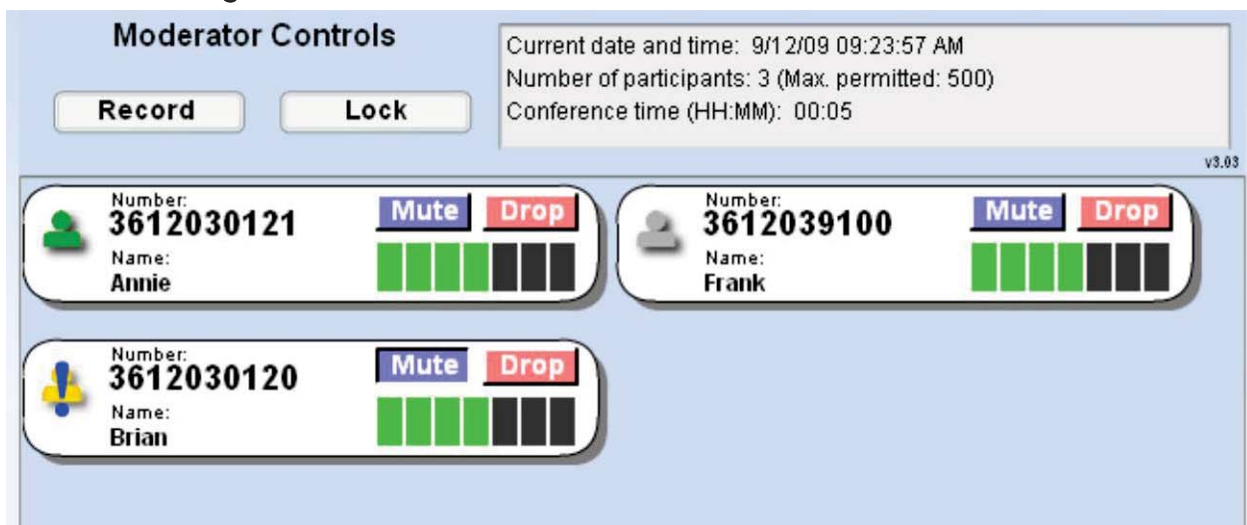 Moderator Controls
Record
Lock
Current date and time: 9/12/09 09:23:57 AM
Number of participants: 3 (Max. permitted: 500)
Conference time (HH:MM): 00:05
v3.03
Number:
3612030121
Mute Drop
Name:
Annie
Number:
3612039100
Mute Drop
Name:
Frank
Number:
3612030120
Mute Drop
Name:
Brian